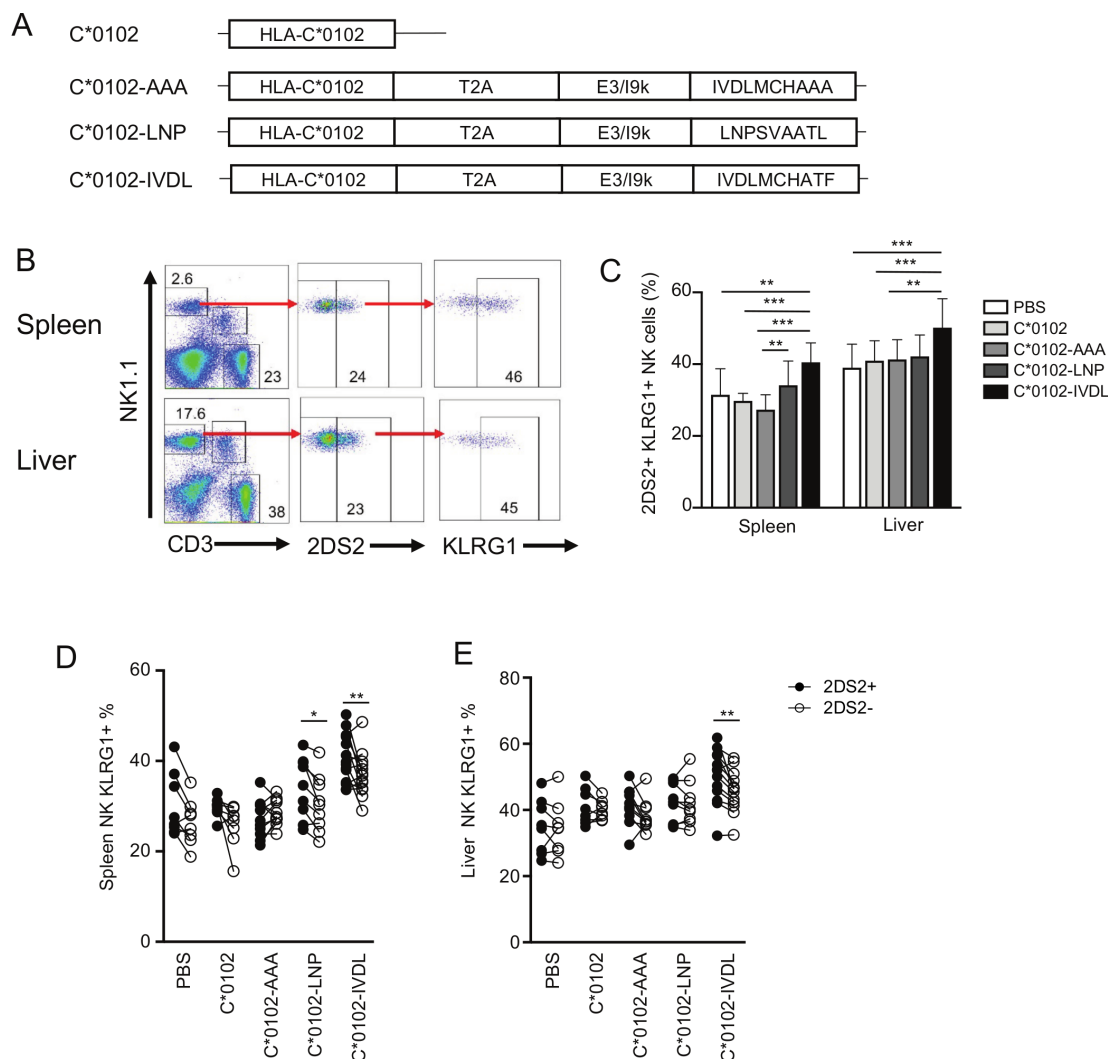 A
C*0102
HLA-C*0102
C*0102-AAA
HLA-C*0102
T2A
E3/I9k
IVDLMCHAAA
C*0102-LNP
HLA-C*0102
T2A
E3/I9k
LNPSVAATL
C*0102-IVDL
HLA-C*0102
T2A
E3/I9k
IVDLMCHATF
B
NK1.1
Spleen
2.6
23
24
46
Liver
17.6
38
23
45
CD3
2DS2
KLRG1
C
2DS2+ KLRG1+ NK cells (%)
60
40
20
0
**
***
***
**
***
***
**
Spleen
Liver
PBS
C*0102
C*0102-AAA
C*0102-LNP
C*0102-IVDL
D
Spleen NK KLRG1+ %
60
40
20
0
*
**
PBS
C*0102
C*0102-AAA
C*0102-LNP
C*0102-IVDL
E
Liver NK KLRG1+ %
80
60
40
20
0
**
PBS
C*0102
C*0102-AAA
C*0102-LNP
C*0102-IVDL
2DS2+
2DS2-